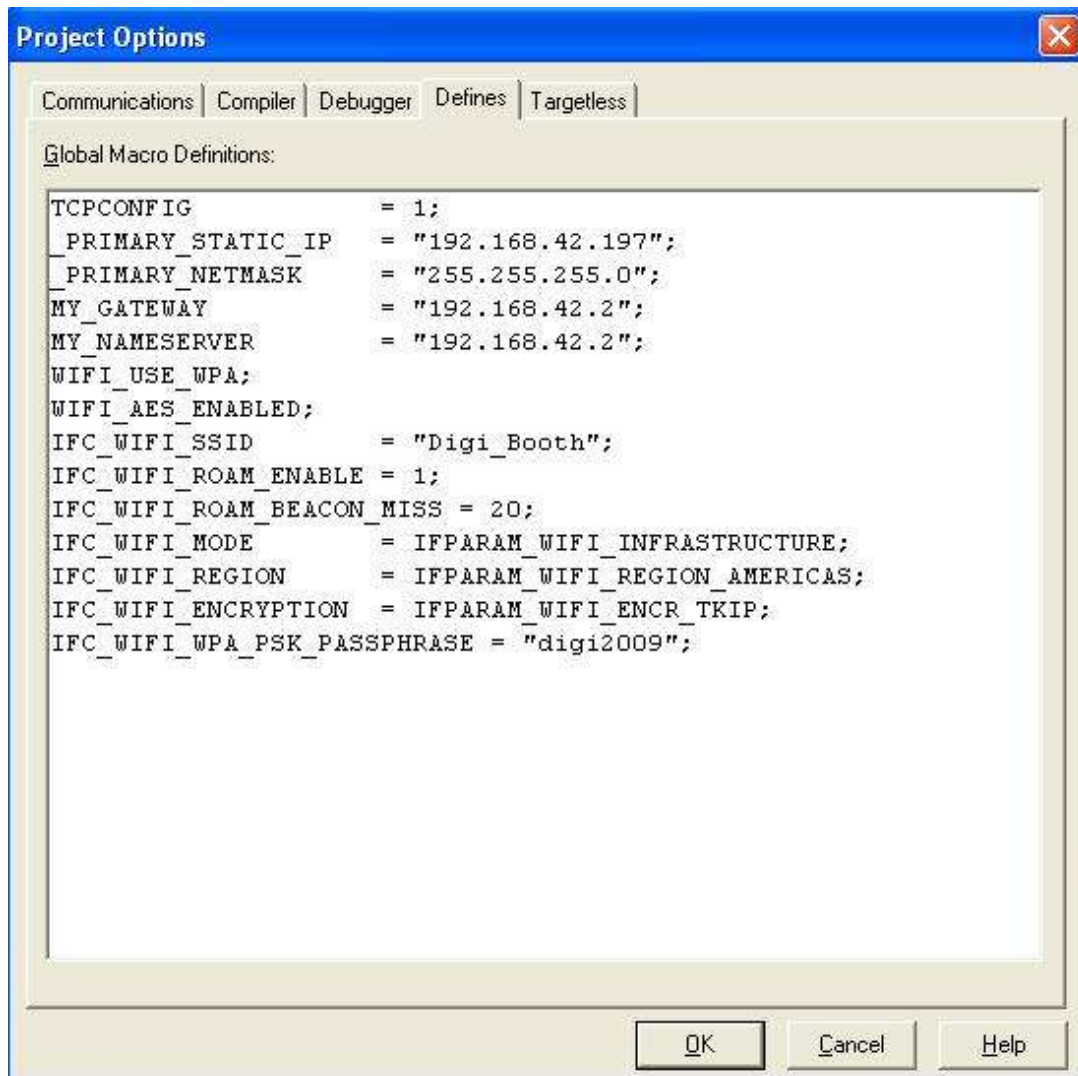 Project Options
Communications Compiler Debugger Defines Targetless
Global Macro Definitions:
TCPCONFIG = 1;
_PRIMARY_STATIC_IP = "192.168.42.197";
_PRIMARY_NETMASK = "255.255.255.0";
MY_GATEWAY = "192.168.42.2";
MY_NAMESERVER = "192.168.42.2";
WIFI_USE_WPA;
WIFI_AES_ENABLED;
IFC_WIFI_SSID = "Digi_Booth";
IFC_WIFI_ROAM_ENABLE = 1;
IFC_WIFI_ROAM_BEACON_MISS = 20;
IFC_WIFI_MODE = IFPARAM_WIFI_INFRASTRUCTURE;
IFC_WIFI_REGION = IFPARAM_WIFI_REGION_AMERICAS;
IFC_WIFI_ENCRYPTION = IFPARAM_WIFI_ENCR_TKIP;
IFC_WIFI_WPA_PSK_PASSPHRASE = "digi2009";
OK Cancel Help